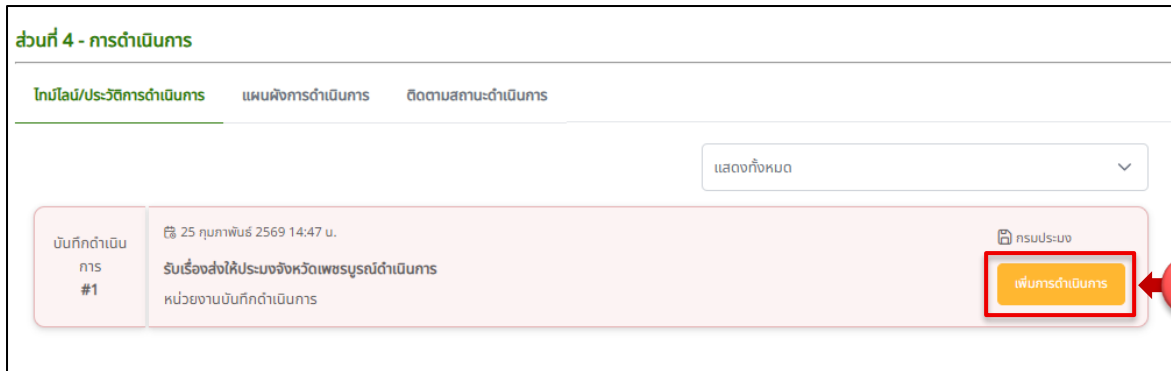 ส่วนที่ 4 - การดำเนินการ
ไทม์ไลน์/ประวัติการดำเนินการ แผนผังการดำเนินการ ติดตามสถานะดำเนินการ
แสดงทั้งหมด
บันทึกดำเนิน
การ
#1
25 กุมภาพันธ์ 2569 14:47 น.
รับเรื่องส่งให้ประมงจังหวัดเพชรบูรณ์ดำเนินการ
หน่วยงานบันทึกดำเนินการ
กรมประมง
เพิ่มการดำเนินการ